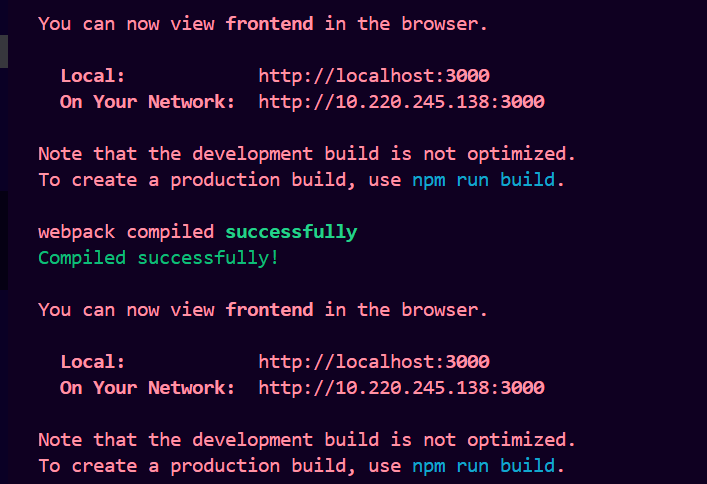 You can now view frontend in the browser.
Local: http://localhost:3000
On Your Network: http://10.220.245.138:3000
Note that the development build is not optimized.
To create a production build, use npm run build.
webpack compiled successfully
Compiled successfully!
You can now view frontend in the browser.
Local: http://localhost:3000
On Your Network: http://10.220.245.138:3000
Note that the development build is not optimized.
To create a production build, use npm run build.